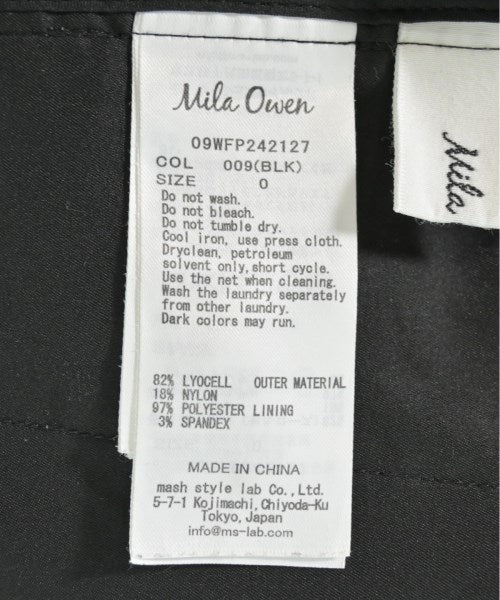 Mila Owen
09WFP242127
COL 009(BLK)
SIZE 0
Do not wash.
Do not bleach.
Do not tumble dry.
Cool iron, use press cloth.
Dryclean, petroleum
solvent only,short cycle.
Use the net when cleaning.
Wash the laundry separately
from other laundry.
Dark colors may run.
82% LYOCELL OUTER MATERIAL
18% NYLON
97% POLYESTER LINING
3% SPANDEX
MADE IN CHINA
mash style lab Co.,Ltd.
5-7-1 Kojimachi,Chiyoda-Ku
Tokyo,Japan
info@ms-lab.com
Mila